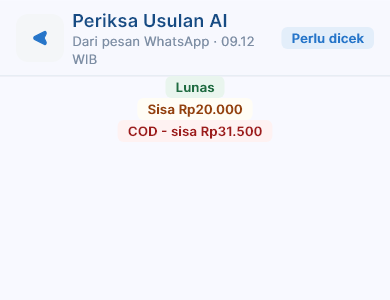 Periksa Usulan AI
Dari pesan WhatsApp · 09.12
WIB
Perlu dicek
Lunas
Sisa Rp20.000
COD - sisa Rp31.500